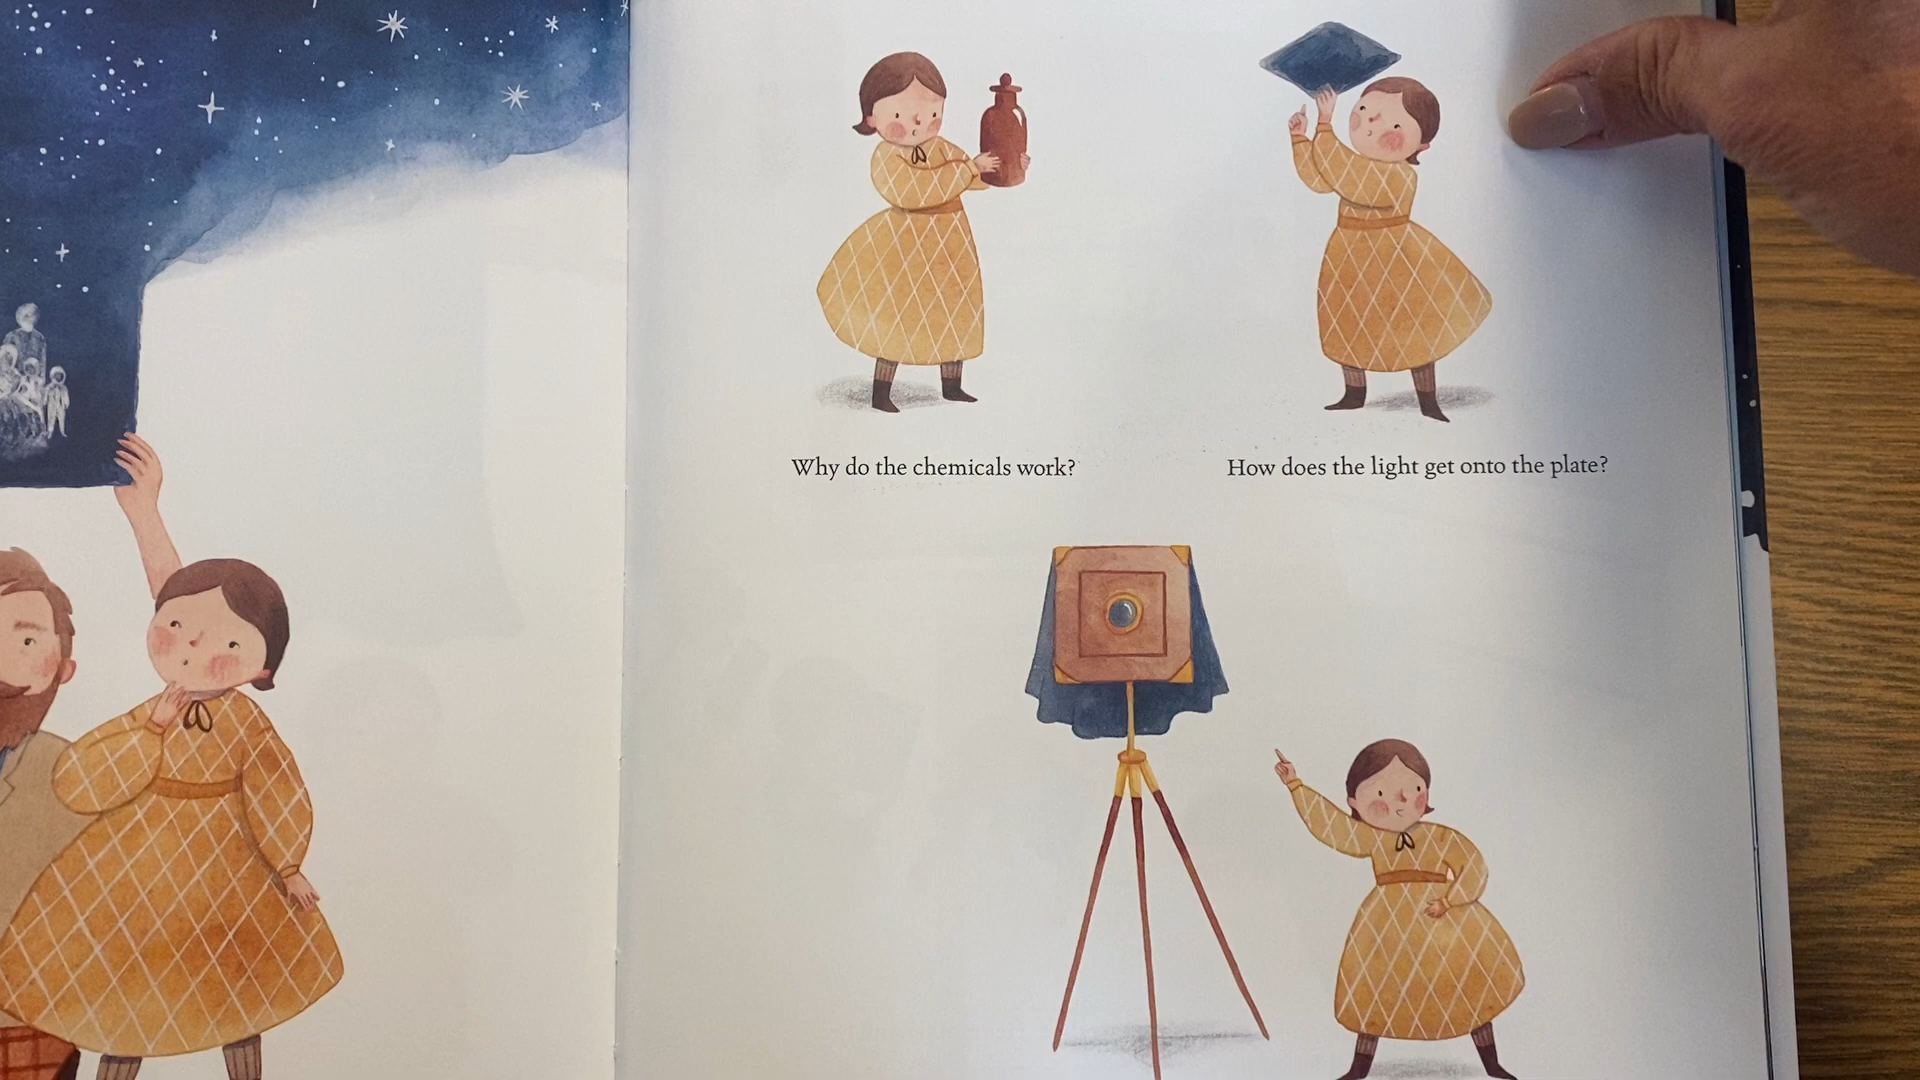 Why do the chemicals work?
How does the light get onto the plate?